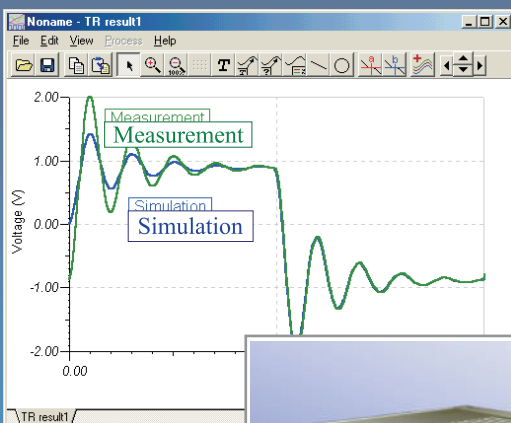 Noname - TR result1
File Edit View Process Help
100%
T
a
b
2.00
Measurement
Measurement
1.00
Simulation
Simulation
Voltage (V)
0.00
-1.00
-2.00
0.00
TR result1